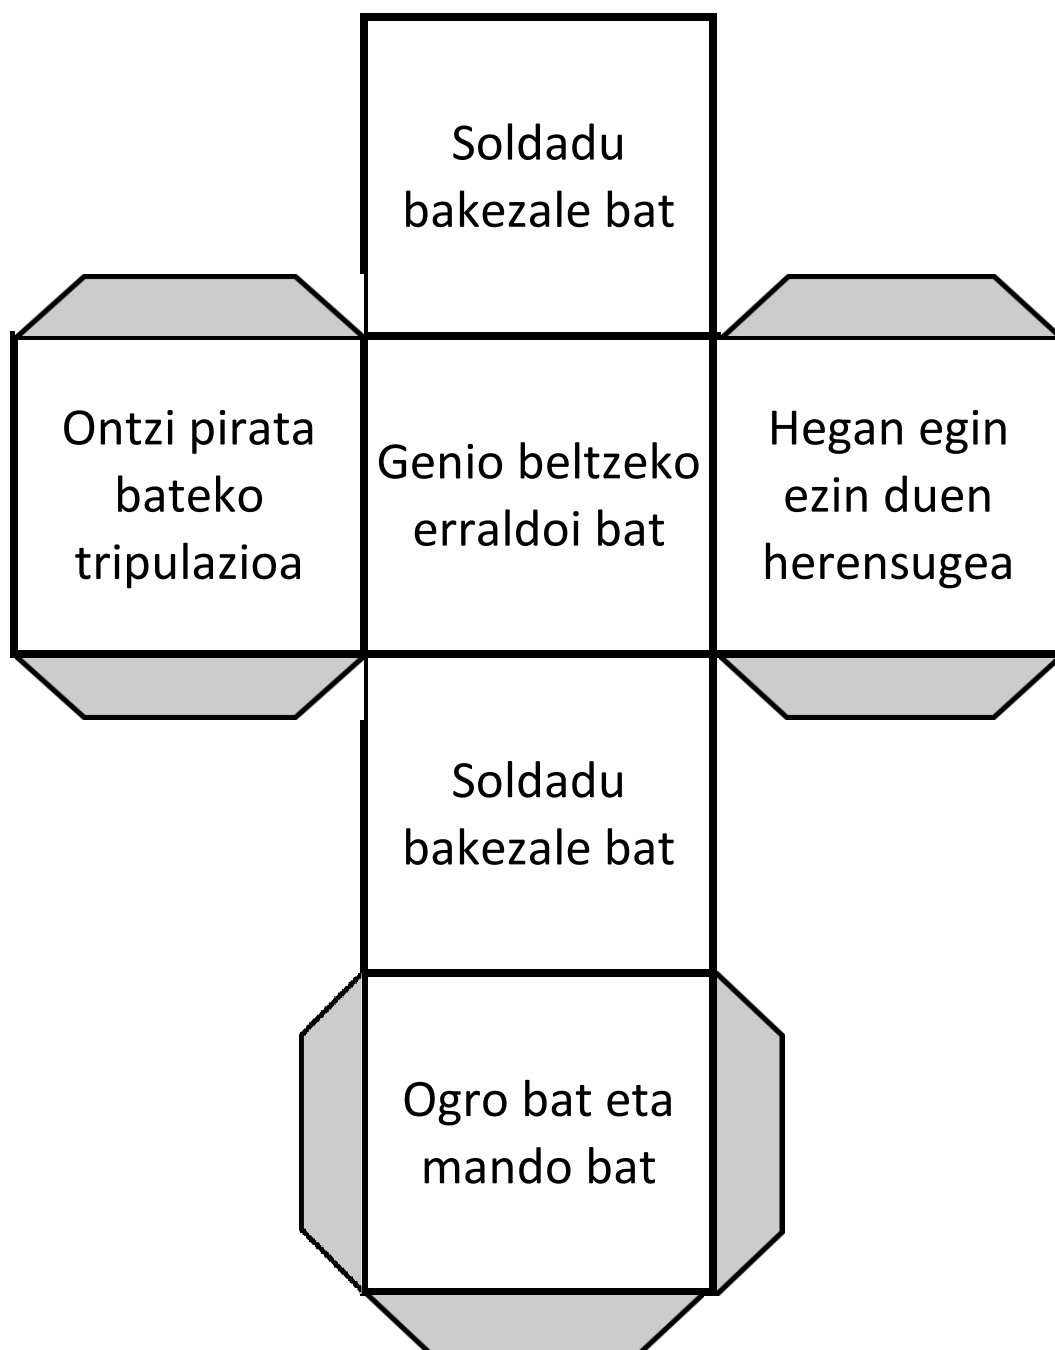 Soldadu
bakezale bat
Ontzi pirata
bateko
tripulazioa
Genio beltzeko
erraldoi bat
Hegan egin
ezin duen
herensugea
Soldadu
bakezale bat
Ogro bat eta
mando bat